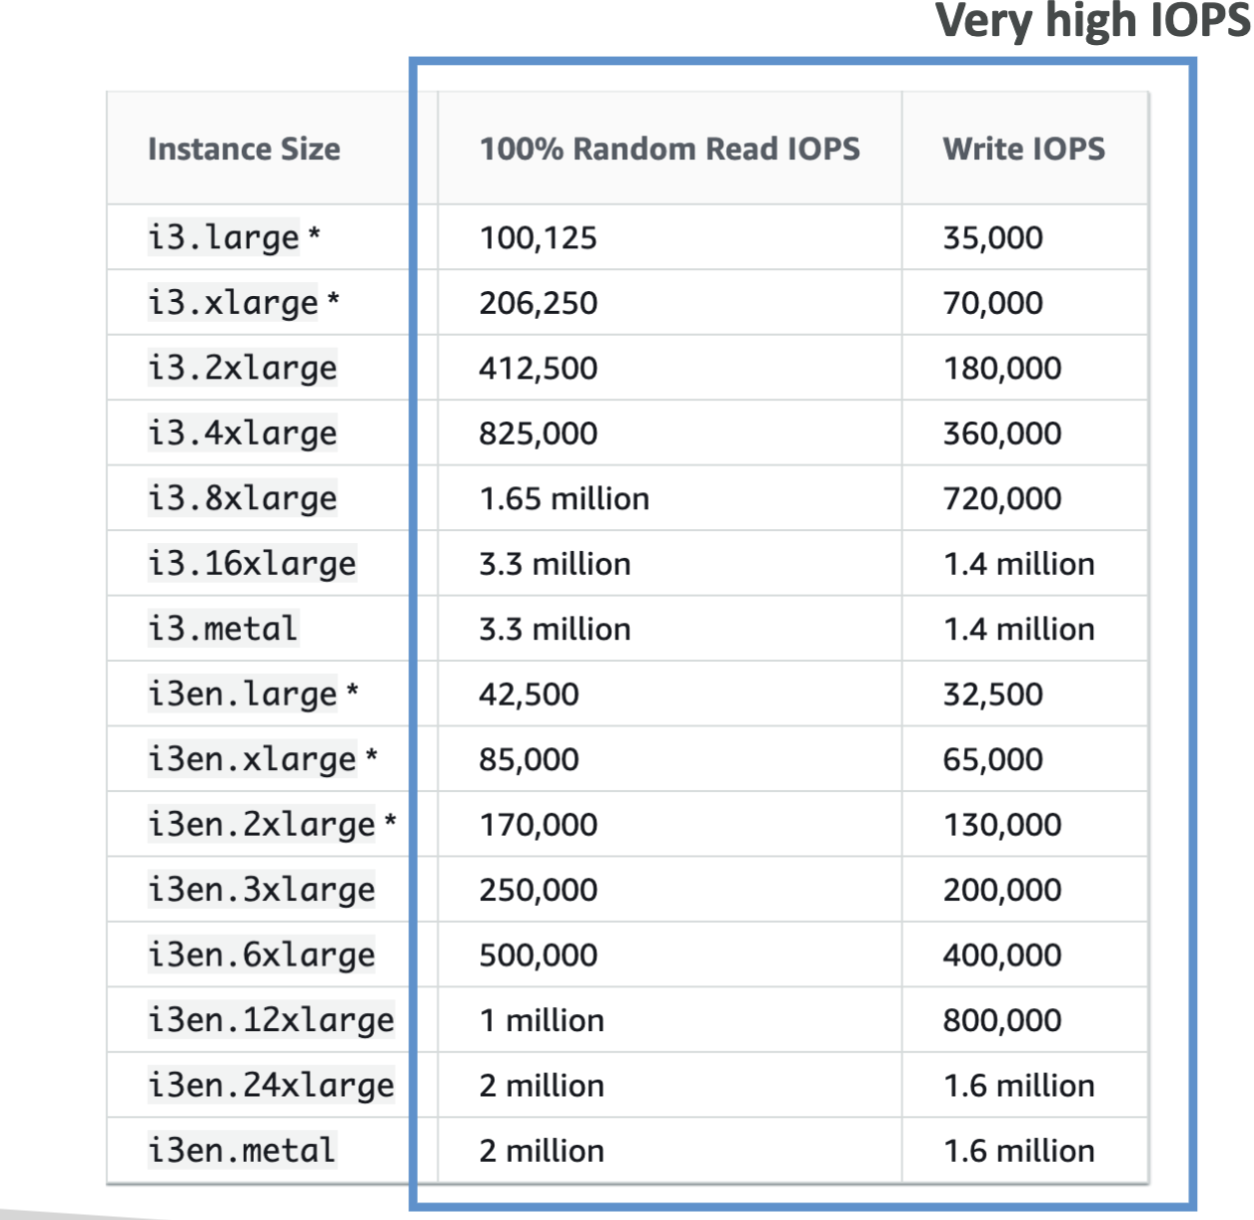 Very high IOPS
Instance Size 100% Random Read IOPS Write IOPS
i3.large * 100,125 35,000
i3.xlarge * 206,250 70,000
i3.2xlarge 412,500 180,000
i3.4xlarge 825,000 360,000
i3.8xlarge 1.65 million 720,000
i3.16xlarge 3.3 million 1.4 million
i3.metal 3.3 million 1.4 million
i3en.large * 42,500 32,500
i3en.xlarge * 85,000 65,000
i3en.2xlarge * 170,000 130,000
i3en.3xlarge 250,000 200,000
i3en.6xlarge 500,000 400,000
i3en.12xlarge 1 million 800,000
i3en.24xlarge 2 million 1.6 million
i3en.metal 2 million 1.6 million